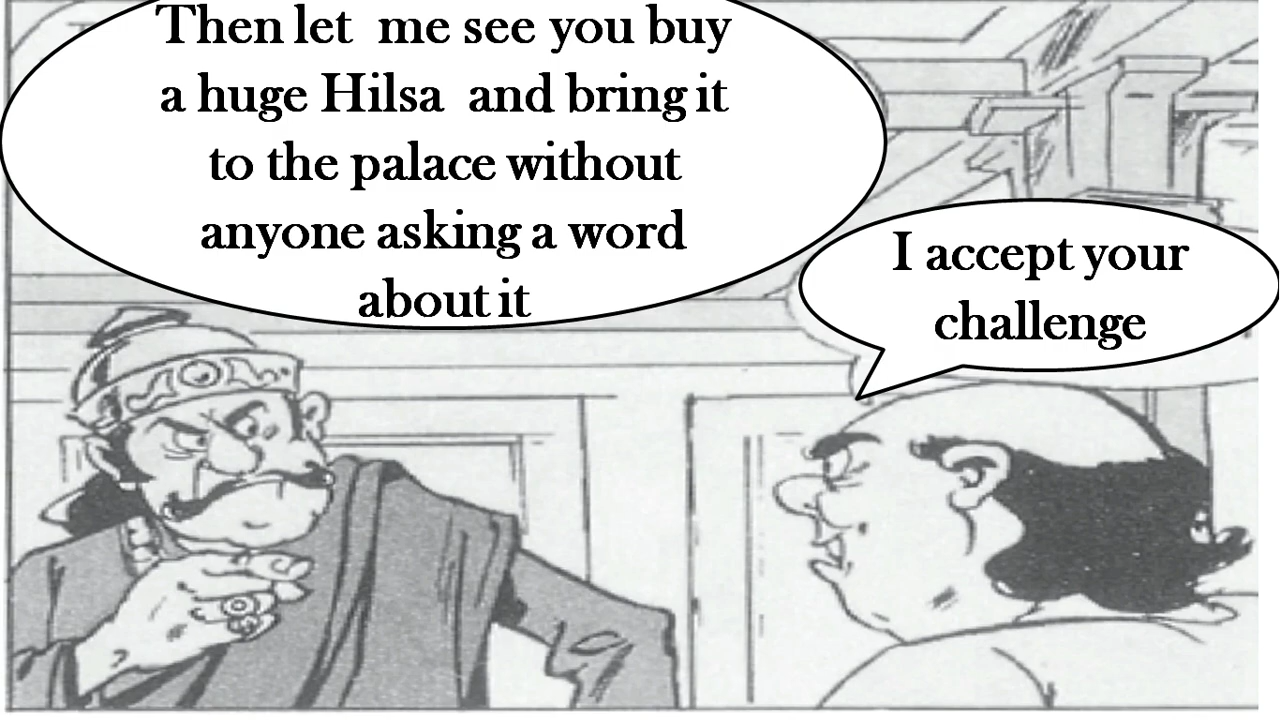 Then let me see you buy
a huge Hilsa and bring it
to the palace without
anyone asking a word
about it
I accept your
challenge